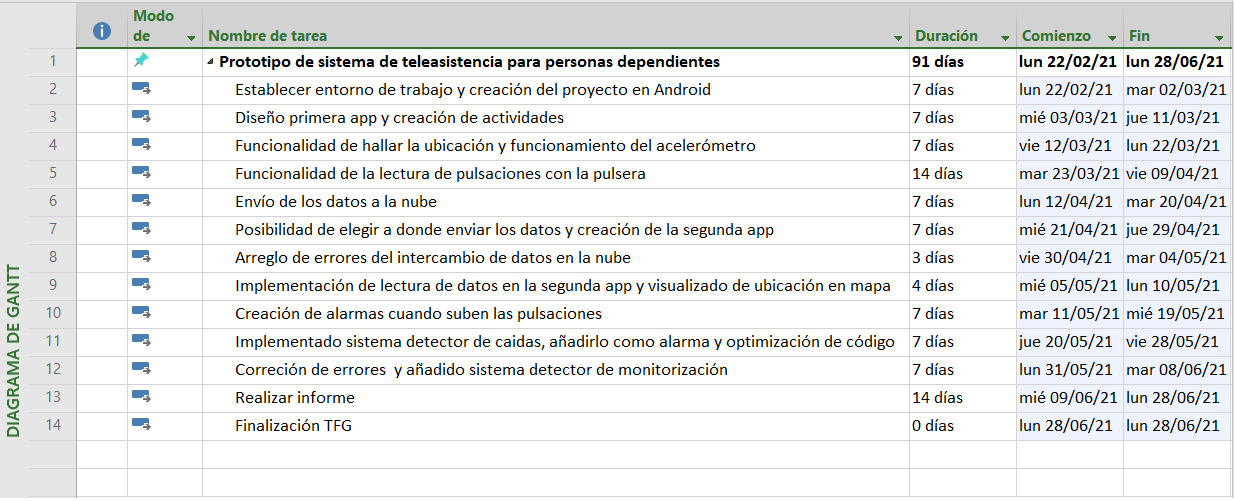 Modo de
Nombre de tarea
Duración
Comienzo
Fin
1 Prototipo de sistema de teleasistencia para personas dependientes 91 días lun 22/02/21 lun 28/06/21
2 Establecer entorno de trabajo y creación del proyecto en Android 7 días lun 22/02/21 mar 02/03/21
3 Diseño primera app y creación de actividades 7 días mié 03/03/21 jue 11/03/21
4 Funcionalidad de hallar la ubicación y funcionamiento del acelerómetro 7 días vie 12/03/21 lun 22/03/21
5 Funcionalidad de la lectura de pulsaciones con la pulsera 14 días mar 23/03/21 vie 09/04/21
6 Envío de los datos a la nube 7 días lun 12/04/21 mar 20/04/21
7 Posibilidad de elegir a donde enviar los datos y creación de la segunda app 7 días mié 21/04/21 jue 29/04/21
8 Arreglo de errores del intercambio de datos en la nube 3 días vie 30/04/21 mar 04/05/21
9 Implementación de lectura de datos en la segunda app y visualizado de ubicación en mapa 4 días mié 05/05/21 lun 10/05/21
10 Creación de alarmas cuando suben las pulsaciones 7 días mar 11/05/21 mié 19/05/21
11 Implementado sistema detector de caidas, añadirlo como alarma y optimización de código 7 días jue 20/05/21 vie 28/05/21
12 Correción de errores y añadido sistema detector de monitorización 7 días lun 31/05/21 mar 08/06/21
13 Realizar informe 14 días mié 09/06/21 lun 28/06/21
14 Finalización TFG 0 días lun 28/06/21 lun 28/06/21
DIAGRAMA DE GANTT